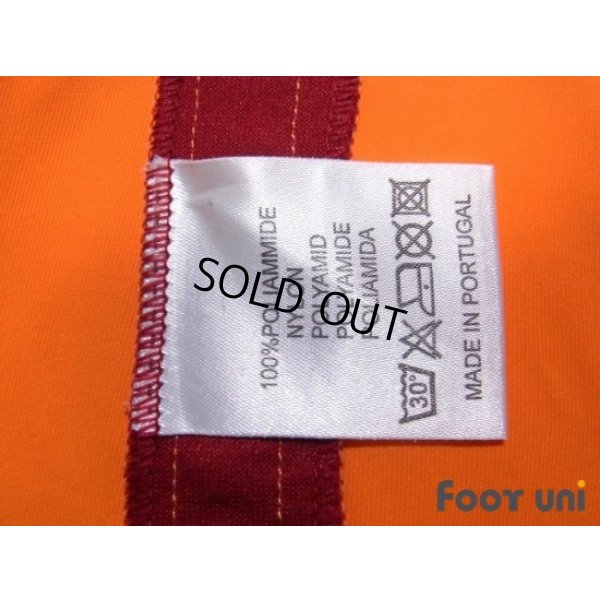 100%POLIAMMIDE
NYLON
POLYAMID
POLYAMIDE
POLIAMIDA
30°
MADE IN PORTUGAL
SOLD OUT
FOOT UNI